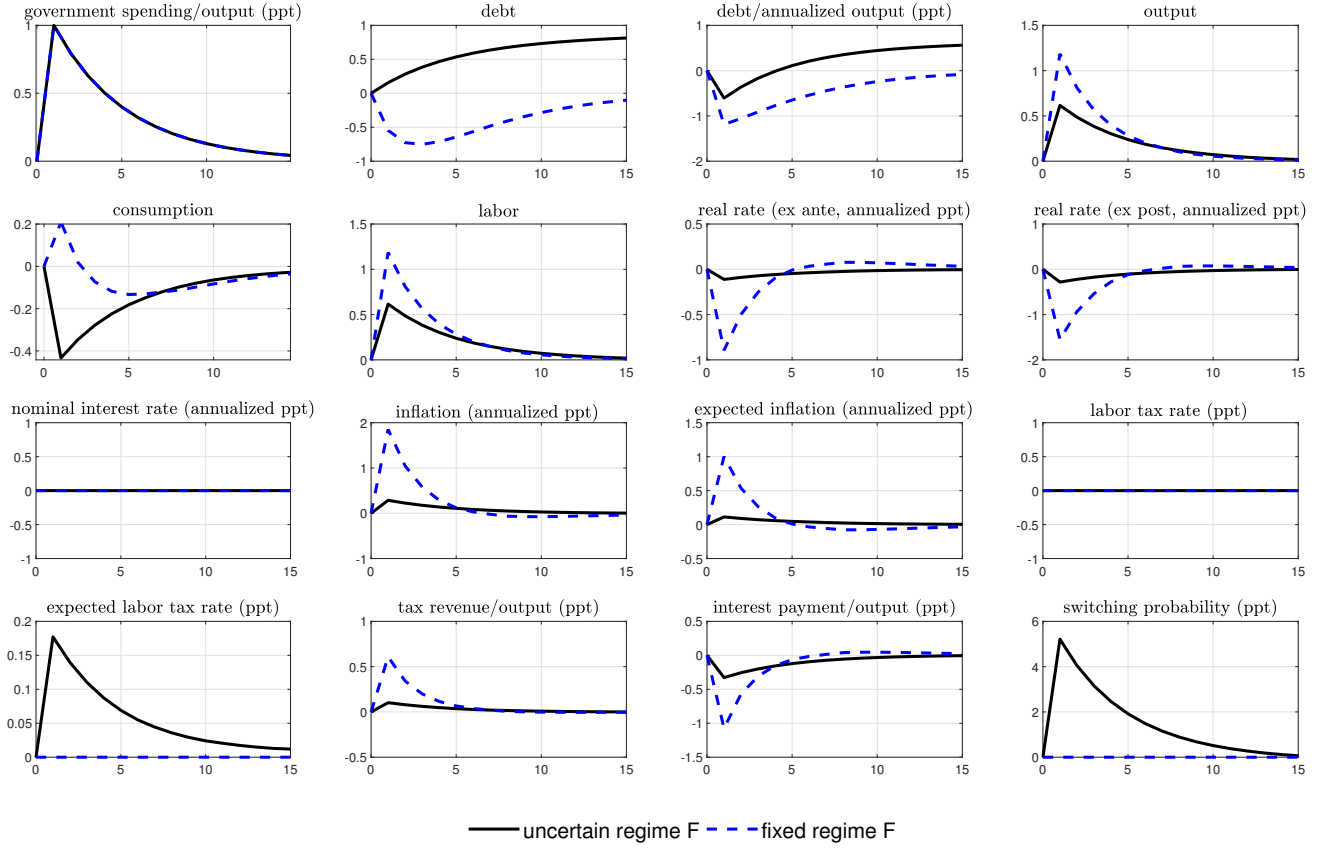 government spending/output (ppt)
debt
debt/annualized output (ppt)
output
1
0.5
0
0 5 10
1
0.5
0
-0.5
-1
0 5 10 15
1
0
-1
-2
0 5 10 15
1.5
1
0.5
0
0 5 10 15
consumption
labor
real rate (ex ante, annualized ppt)
real rate (ex post, annualized ppt)
0.2
0
-0.2
-0.4
0 5 10
1.5
1
0.5
0
0 5 10 15
0.5
0
-0.5
-1
0 5 10 15
1
0
-1
-2
0 5 10 15
nominal interest rate (annualized ppt)
inflation (annualized ppt)
expected inflation (annualized ppt)
labor tax rate (ppt)
1
0.5
0
-0.5
-1
0 5 10 15
2
1
0
-1
0 5 10 15
1.5
1
0.5
0
-0.5
0 5 10 15
1
0.5
0
-0.5
-1
0 5 10 15
expected labor tax rate (ppt)
tax revenue/output (ppt)
interest payment/output (ppt)
switching probability (ppt)
0.2
0.15
0.1
0.05
0
0 5 10 15
1
0.5
0
-0.5
0 5 10 15
0.5
0
-0.5
-1
-1.5
0 5 10 15
6
4
2
0
0 5 10 15
uncertain regime F fixed regime F